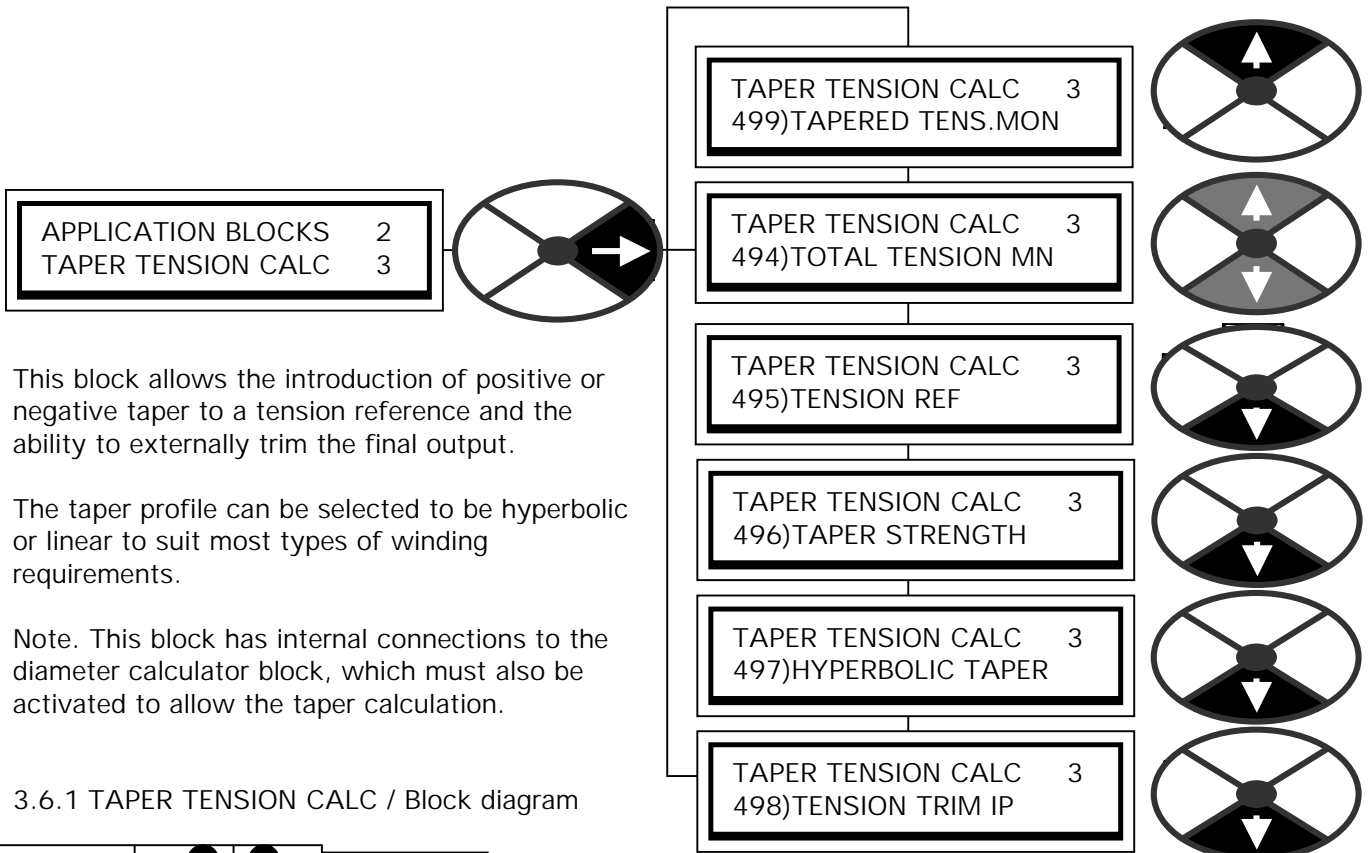 APPLICATION BLOCKS 2
TAPER TENSION CALC 3
This block allows the introduction of positive or
negative taper to a tension reference and the
ability to externally trim the final output.
The taper profile can be selected to be hyperbolic
or linear to suit most types of winding
requirements.
Note. This block has internal connections to the
diameter calculator block, which must also be
activated to allow the taper calculation.
3.6.1 TAPER TENSION CALC / Block diagram
TAPER TENSION CALC 3
499)TAPERED TENS.MON
TAPER TENSION CALC 3
494)TOTAL TENSION MN
TAPER TENSION CALC 3
495)TENSION REF
TAPER TENSION CALC 3
496)TAPER STRENGTH
TAPER TENSION CALC 3
497)HYPERBOLIC TAPER
TAPER TENSION CALC 3
498)TENSION TRIM IP